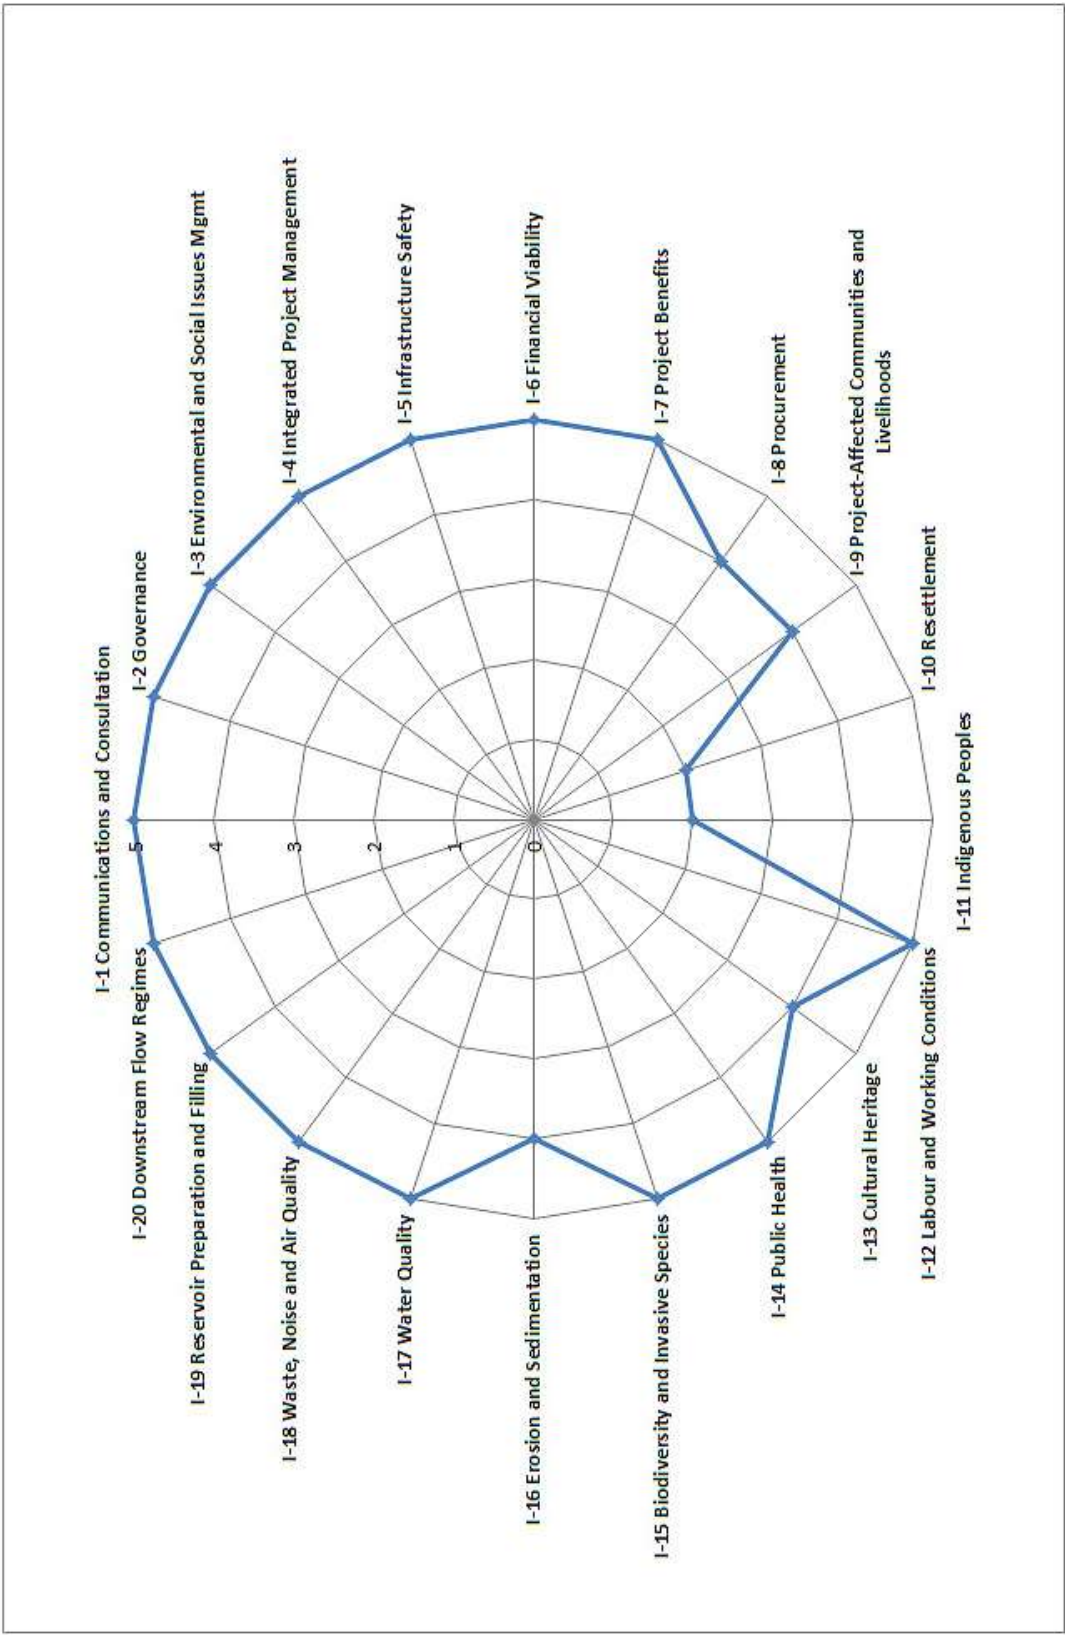 I-1 Communications and Consultation
I-2 Governance
I-3 Environmental and Social Issues Mgmt
I-4 Integrated Project Management
I-5 Infrastructure Safety
I-6 Financial Viability
I-7 Project Benefits
I-8 Procurement
I-9 Project-Affected Communities and
Livelihoods
I-10 Resettlement
I-11 Indigenous Peoples
I-12 Labour and Working Conditions
I-13 Cultural Heritage
I-14 Public Health
I-15 Biodiversity and Invasive Species
I-16 Erosion and Sedimentation
I-17 Water Quality
I-18 Waste, Noise and Air Quality
I-19 Reservoir Preparation and Filling
I-20 Downstream Flow Regimes
5
4
3
2
1
0